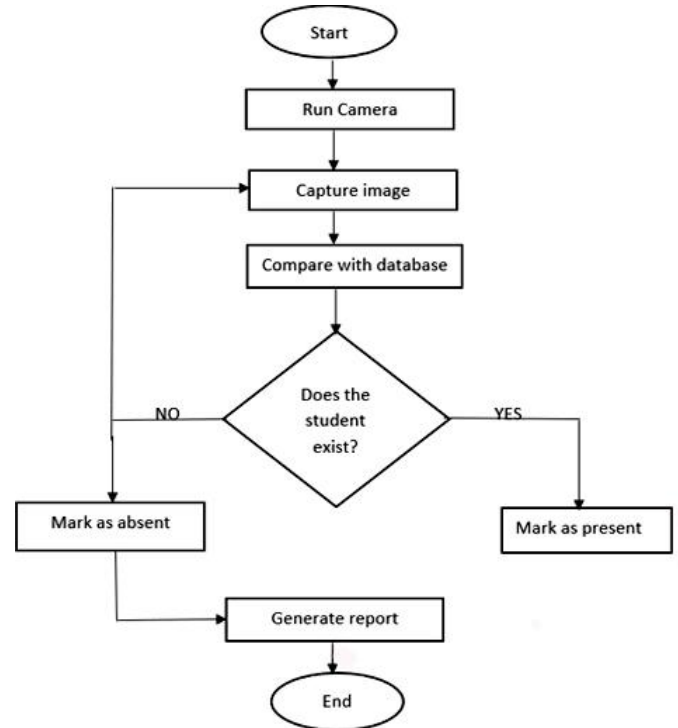 Start
Run Camera
Capture image
Compare with database
Does the
student
exist?
NO
YES
Mark as absent
Mark as present
Generate report
End